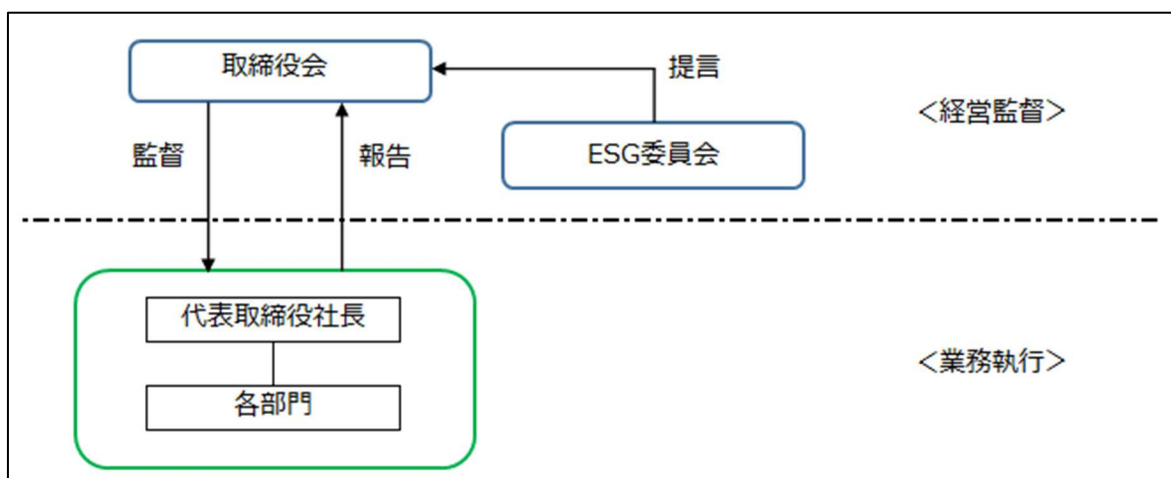 取締役会
提言
＜経営監督＞
ESG委員会
監督
報告
代表取締役社長
各部門
＜業務執行＞